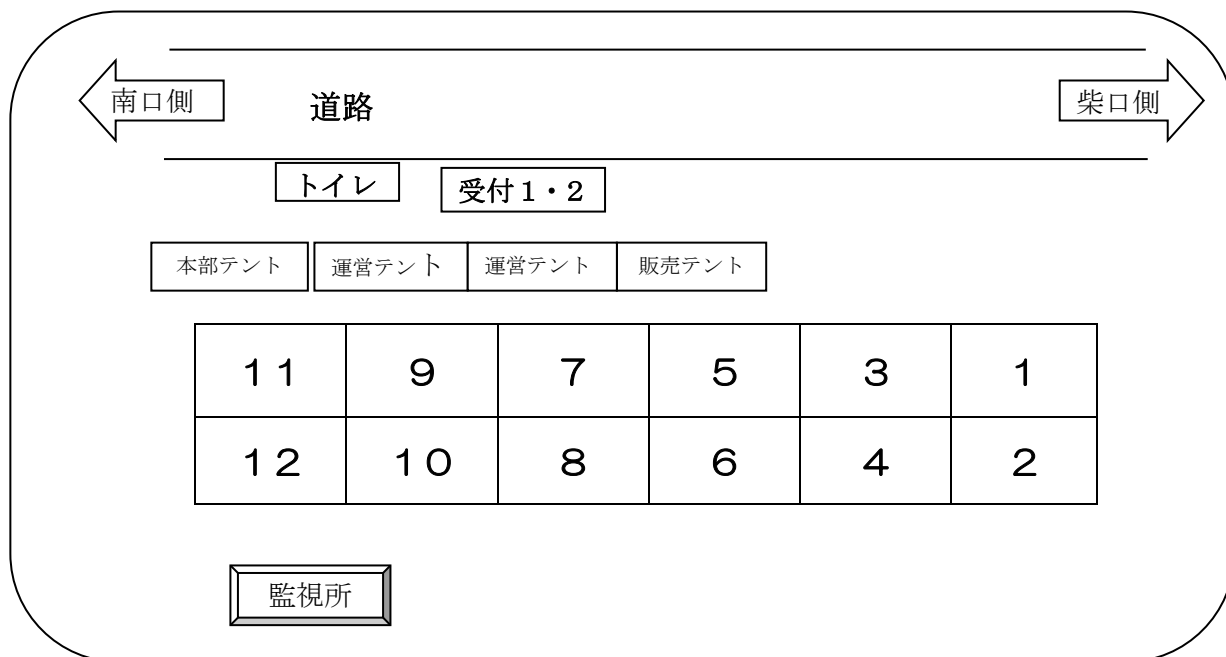 南口側
道路
柴口側
トイレ
受付１・２
本部テント
運営テント
運営テント
販売テント
１１
９
７
５
３
１
１２
１０
８
６
４
２
監視所